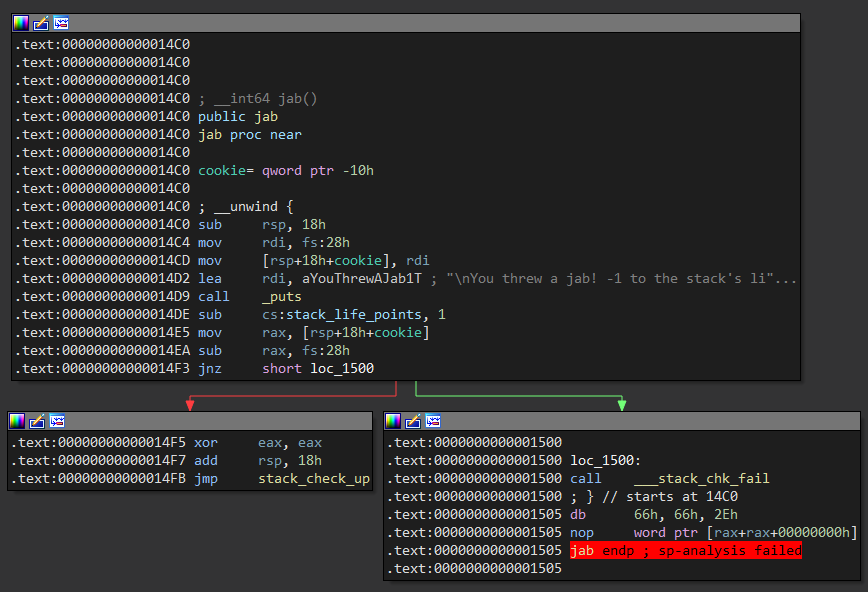 .text:00000000000014C0
.text:00000000000014C0
.text:00000000000014C0
.text:00000000000014C0 ; __int64 jab()
.text:00000000000014C0 public jab
.text:00000000000014C0 jab proc near
.text:00000000000014C0
.text:00000000000014C0 cookie= qword ptr -10h
.text:00000000000014C0
.text:00000000000014C0 ; __unwind {
.text:00000000000014C0 sub     rsp, 18h
.text:00000000000014C4 mov     rdi, fs:28h
.text:00000000000014CD mov     [rsp+18h+cookie], rdi
.text:00000000000014D2 lea     rdi, aYouThrewAJab1T ; "\nYou threw a jab! -1 to the stack's li"...
.text:00000000000014D9 call    _puts
.text:00000000000014DE sub     cs:stack_life_points, 1
.text:00000000000014E5 mov     rax, [rsp+18h+cookie]
.text:00000000000014EA sub     rax, fs:28h
.text:00000000000014F3 jnz     short loc_1500
.text:00000000000014F5 xor     eax, eax
.text:00000000000014F7 add     rsp, 18h
.text:00000000000014FB jmp     stack_check_up
.text:0000000000001500
.text:0000000000001500 loc_1500:
.text:0000000000001500 call    ___stack_chk_fail
.text:0000000000001500 ; } // starts at 14C0
.text:0000000000001505 db      66h, 66h, 2Eh
.text:0000000000001505 nop     word ptr [rax+rax+00000000h]
.text:0000000000001505 jab endp ; sp-analysis failed
.text:0000000000001505